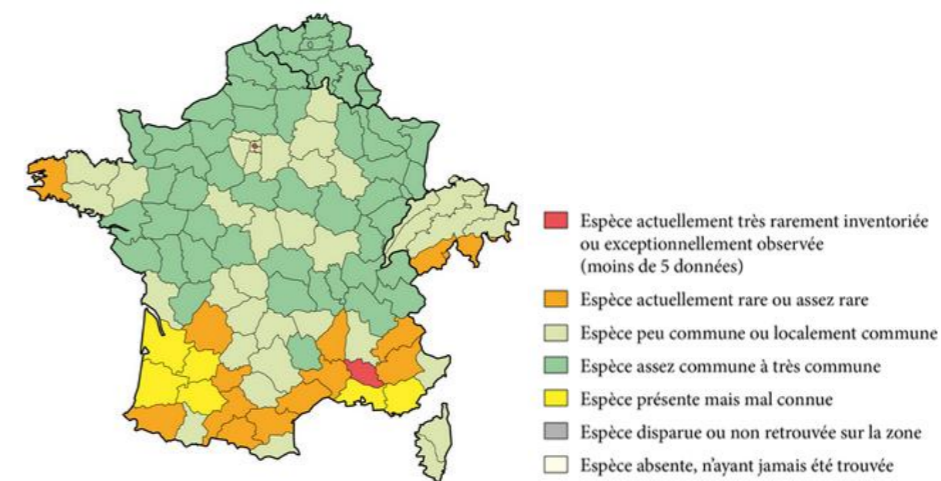 Espèce actuellement très rarement inventoriée
ou exceptionnellement observée
(moins de 5 données)
Espèce actuellement rare ou assez rare
Espèce peu commune ou localement commune
Espèce assez commune à très commune
Espèce présente mais mal connue
Espèce disparue ou non retrouvée sur la zone
Espèce absente, n'ayant jamais été trouvée